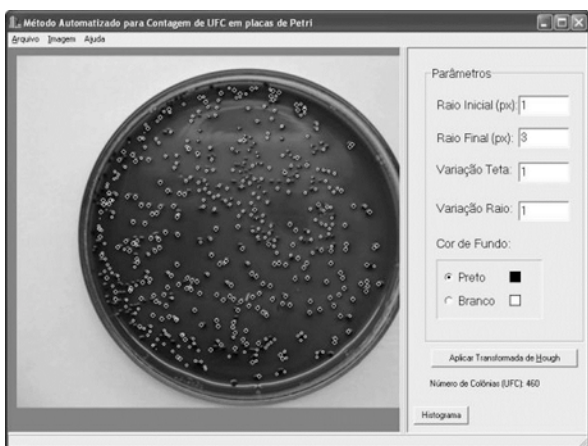 Método Automatizado para Contagem de UFC em placas de Petri
Arquivo Imagem Ajuda
Parâmetros
Raio Inicial (px): 1
Raio Final (px): 3
Variação Teta: 1
Variação Raio: 1
Cor de Fundo:
Preto
Branco
Aplicar Transformada de Hough
Número de Colônias (UFC): 460
Histograma